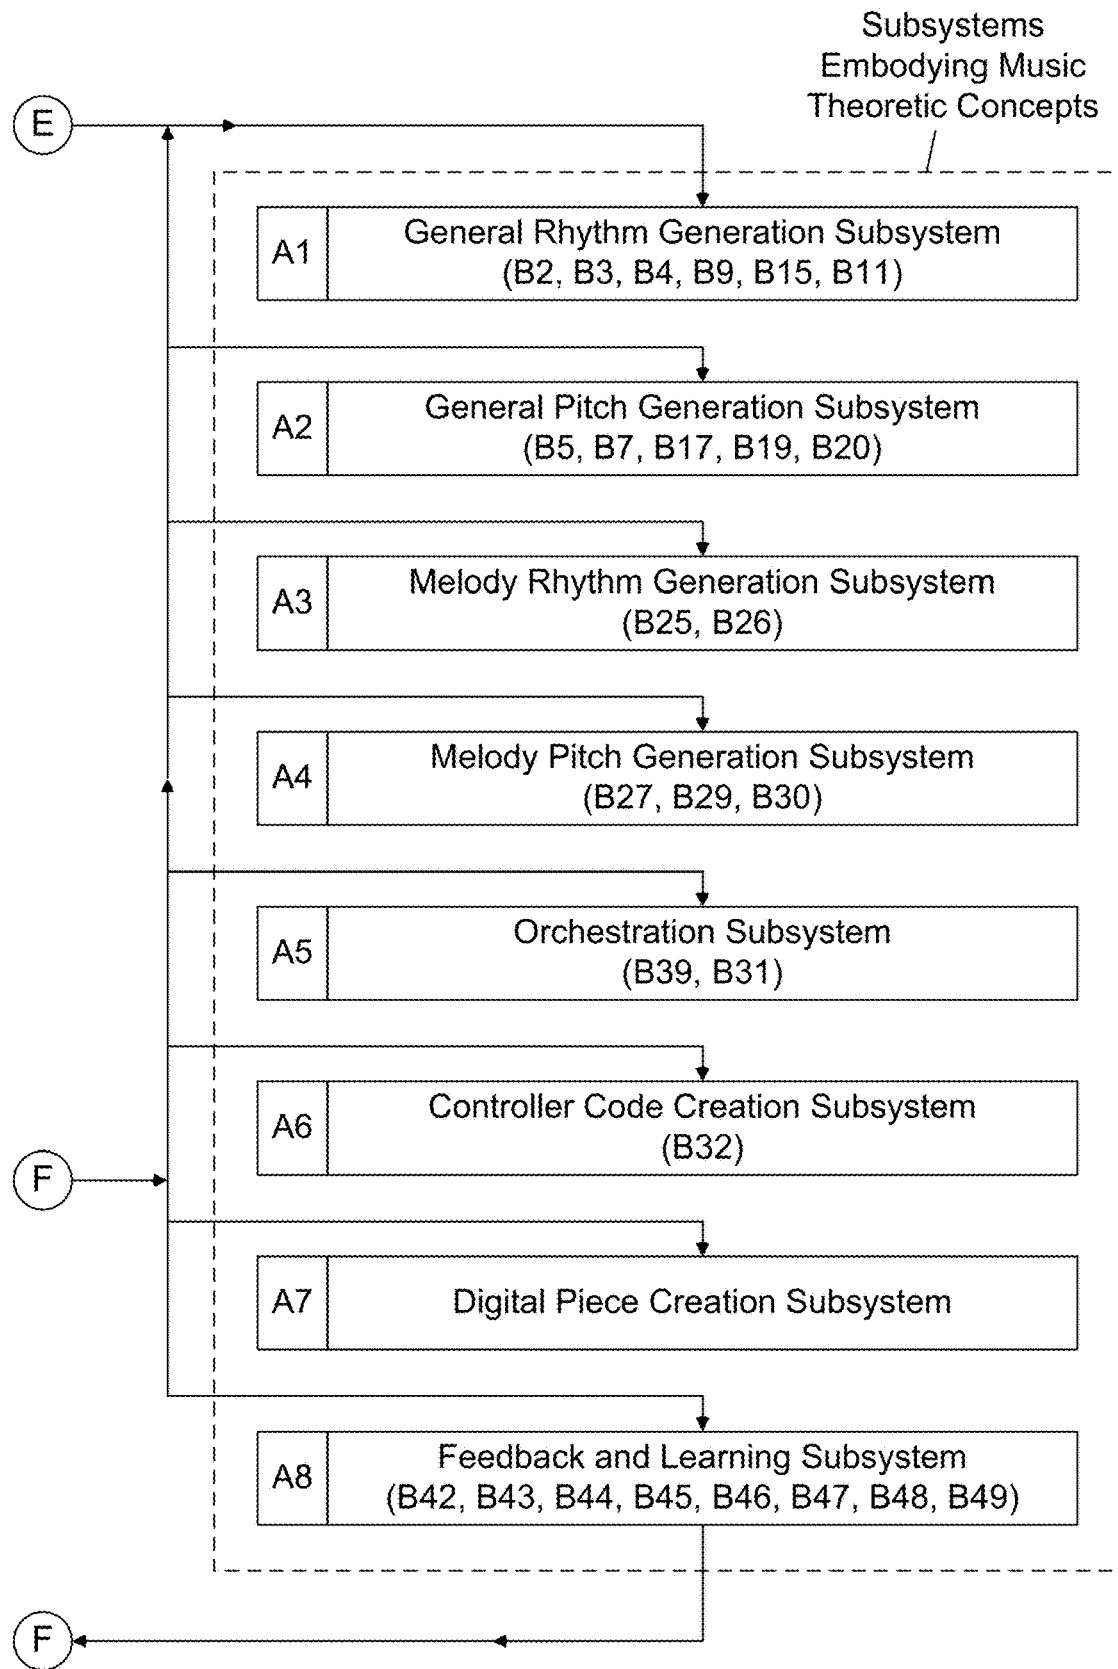 Subsystems
Embodying Music
Theoretic Concepts
E
A1
General Rhythm Generation Subsystem
(B2, B3, B4, B9, B15, B11)
A2
General Pitch Generation Subsystem
(B5, B7, B17, B19, B20)
A3
Melody Rhythm Generation Subsystem
(B25, B26)
A4
Melody Pitch Generation Subsystem
(B27, B29, B30)
A5
Orchestration Subsystem
(B39, B31)
A6
Controller Code Creation Subsystem
(B32)
F
A7
Digital Piece Creation Subsystem
A8
Feedback and Learning Subsystem
(B42, B43, B44, B45, B46, B47, B48, B49)
F